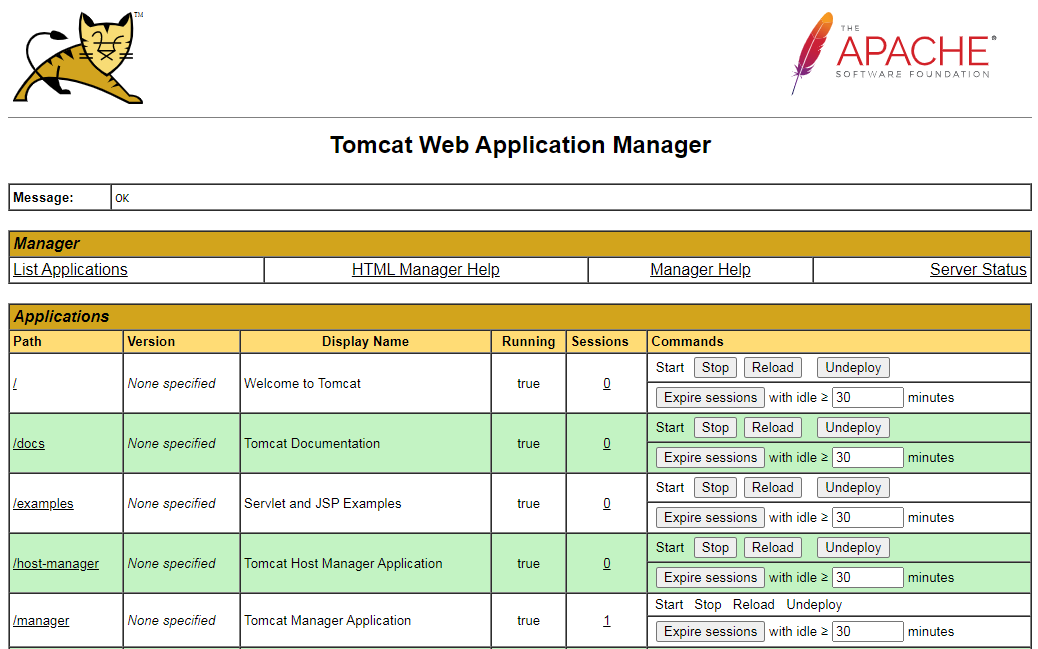 TM
THE
APACHE®
SOFTWARE FOUNDATION
Tomcat Web Application Manager
Message: OK
Manager
List Applications HTML Manager Help Manager Help Server Status
Applications
Path Version Display Name Running Sessions Commands
/ None specified Welcome to Tomcat true 0 Start Stop Reload Undeploy
Expire sessions with idle ≥ 30 minutes
/docs None specified Tomcat Documentation true 0 Start Stop Reload Undeploy
Expire sessions with idle ≥ 30 minutes
/examples None specified Servlet and JSP Examples true 0 Start Stop Reload Undeploy
Expire sessions with idle ≥ 30 minutes
/host-manager None specified Tomcat Host Manager Application true 0 Start Stop Reload Undeploy
Expire sessions with idle ≥ 30 minutes
/manager None specified Tomcat Manager Application true 1 Start Stop Reload Undeploy
Expire sessions with idle ≥ 30 minutes